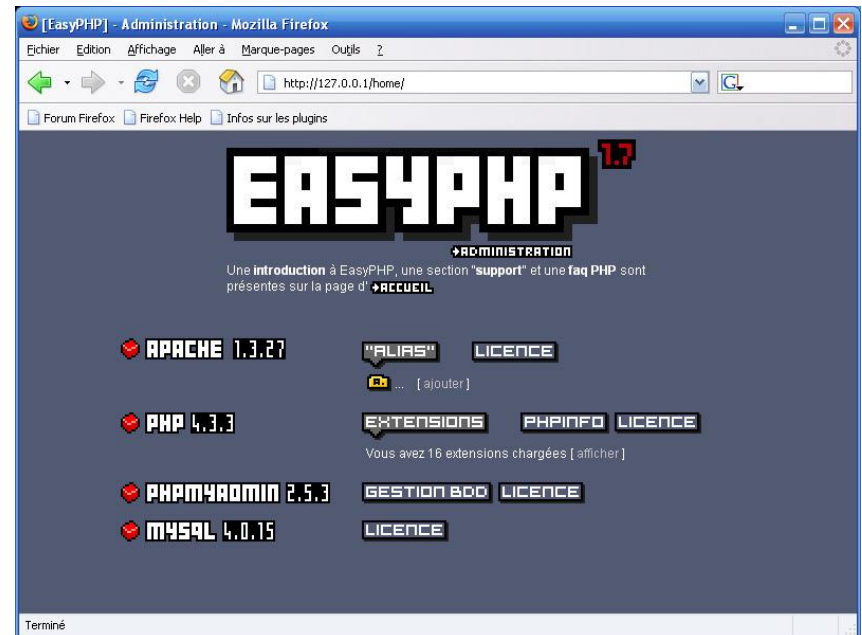 [EasyPHP] - Administration - Mozilla Firefox
Fichier Edition Affichage Aller à Marque-pages Outils ?
http://127.0.0.1/home/
G
Forum Firefox Firefox Help Infos sur les plugins
EASYPHP 1.7
ADMINISTRATION
Une introduction à EasyPHP, une section "support" et une faq PHP sont
présentes sur la page d' ACCUEIL
APACHE 1.3.27 "ALIAS" LICENCE
... [ ajouter ]
PHP 4.3.3 EXTENSIONS PHPINFO LICENCE
Vous avez 16 extensions chargées [ afficher ]
PHPMYADMIN 2.5.3 GESTION BDD LICENCE
MYSQL 4.0.15 LICENCE
Terminé